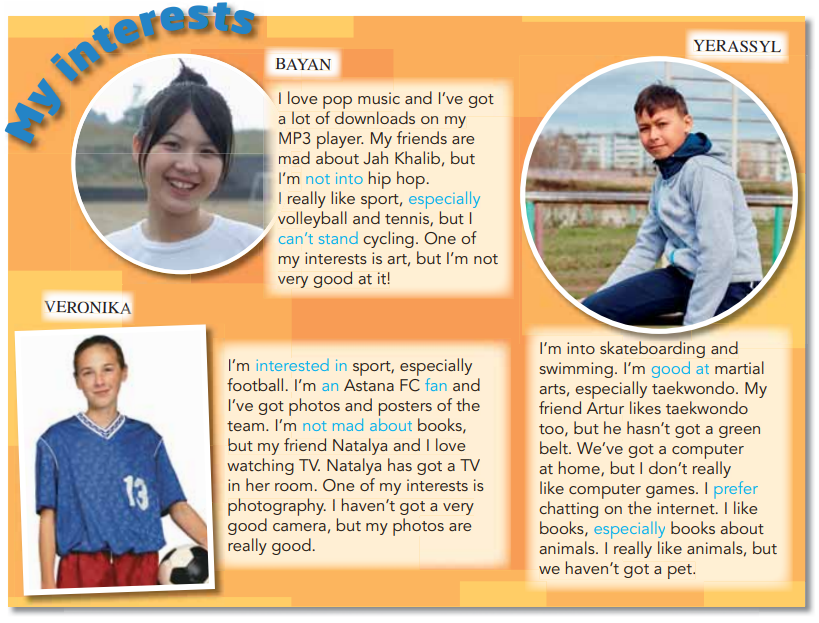 My interests
BAYAN
I love pop music and I've got
a lot of downloads on my
MP3 player. My friends are
mad about Jah Khalib, but
I'm not into hip hop.
I really like sport, especially
volleyball and tennis, but I
can't stand cycling. One of
my interests is art, but I'm not
very good at it!
YERASSYL
I'm into skateboarding and
swimming. I'm good at martial
arts, especially taekwondo. My
friend Artur likes taekwondo
too, but he hasn't got a green
belt. We've got a computer
at home, but I don't really
like computer games. I prefer
chatting on the internet. I like
books, especially books about
animals. I really like animals, but
we haven't got a pet.
VERONIKA
13
I'm interested in sport, especially
football. I'm an Astana FC fan and
I've got photos and posters of the
team. I'm not mad about books,
but my friend Natalya and I love
watching TV. Natalya has got a TV
in her room. One of my interests is
photography. I haven't got a very
good camera, but my photos are
really good.